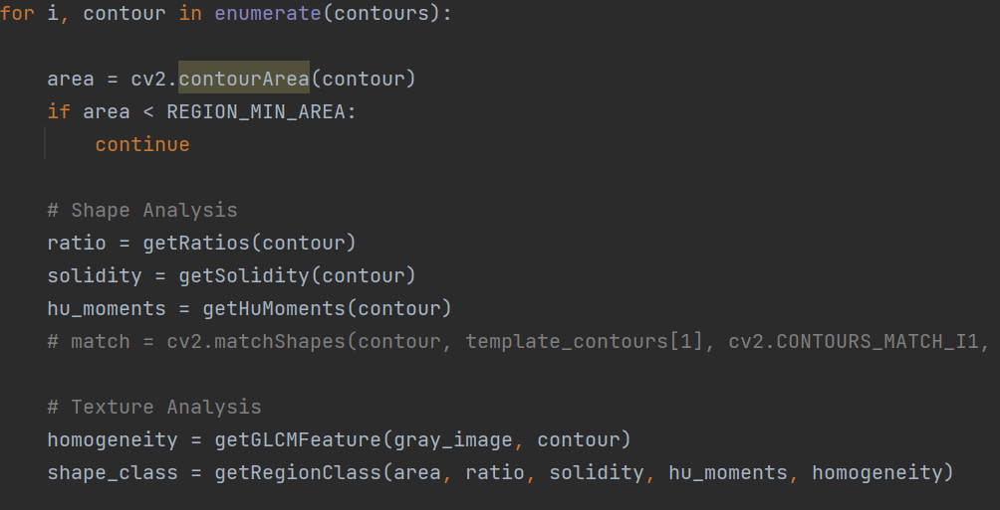 for i, contour in enumerate(contours):
area = cv2.contourArea(contour)
if area < REGION_MIN_AREA:
continue
# Shape Analysis
ratio = getRatios(contour)
solidity = getSolidity(contour)
hu_moments = getHuMoments(contour)
# match = cv2.matchShapes(contour, template_contours[1], cv2.CONTOURS_MATCH_I1,
# Texture Analysis
homogeneity = getGLCMFeature(gray_image, contour)
shape_class = getRegionClass(area, ratio, solidity, hu_moments, homogeneity)